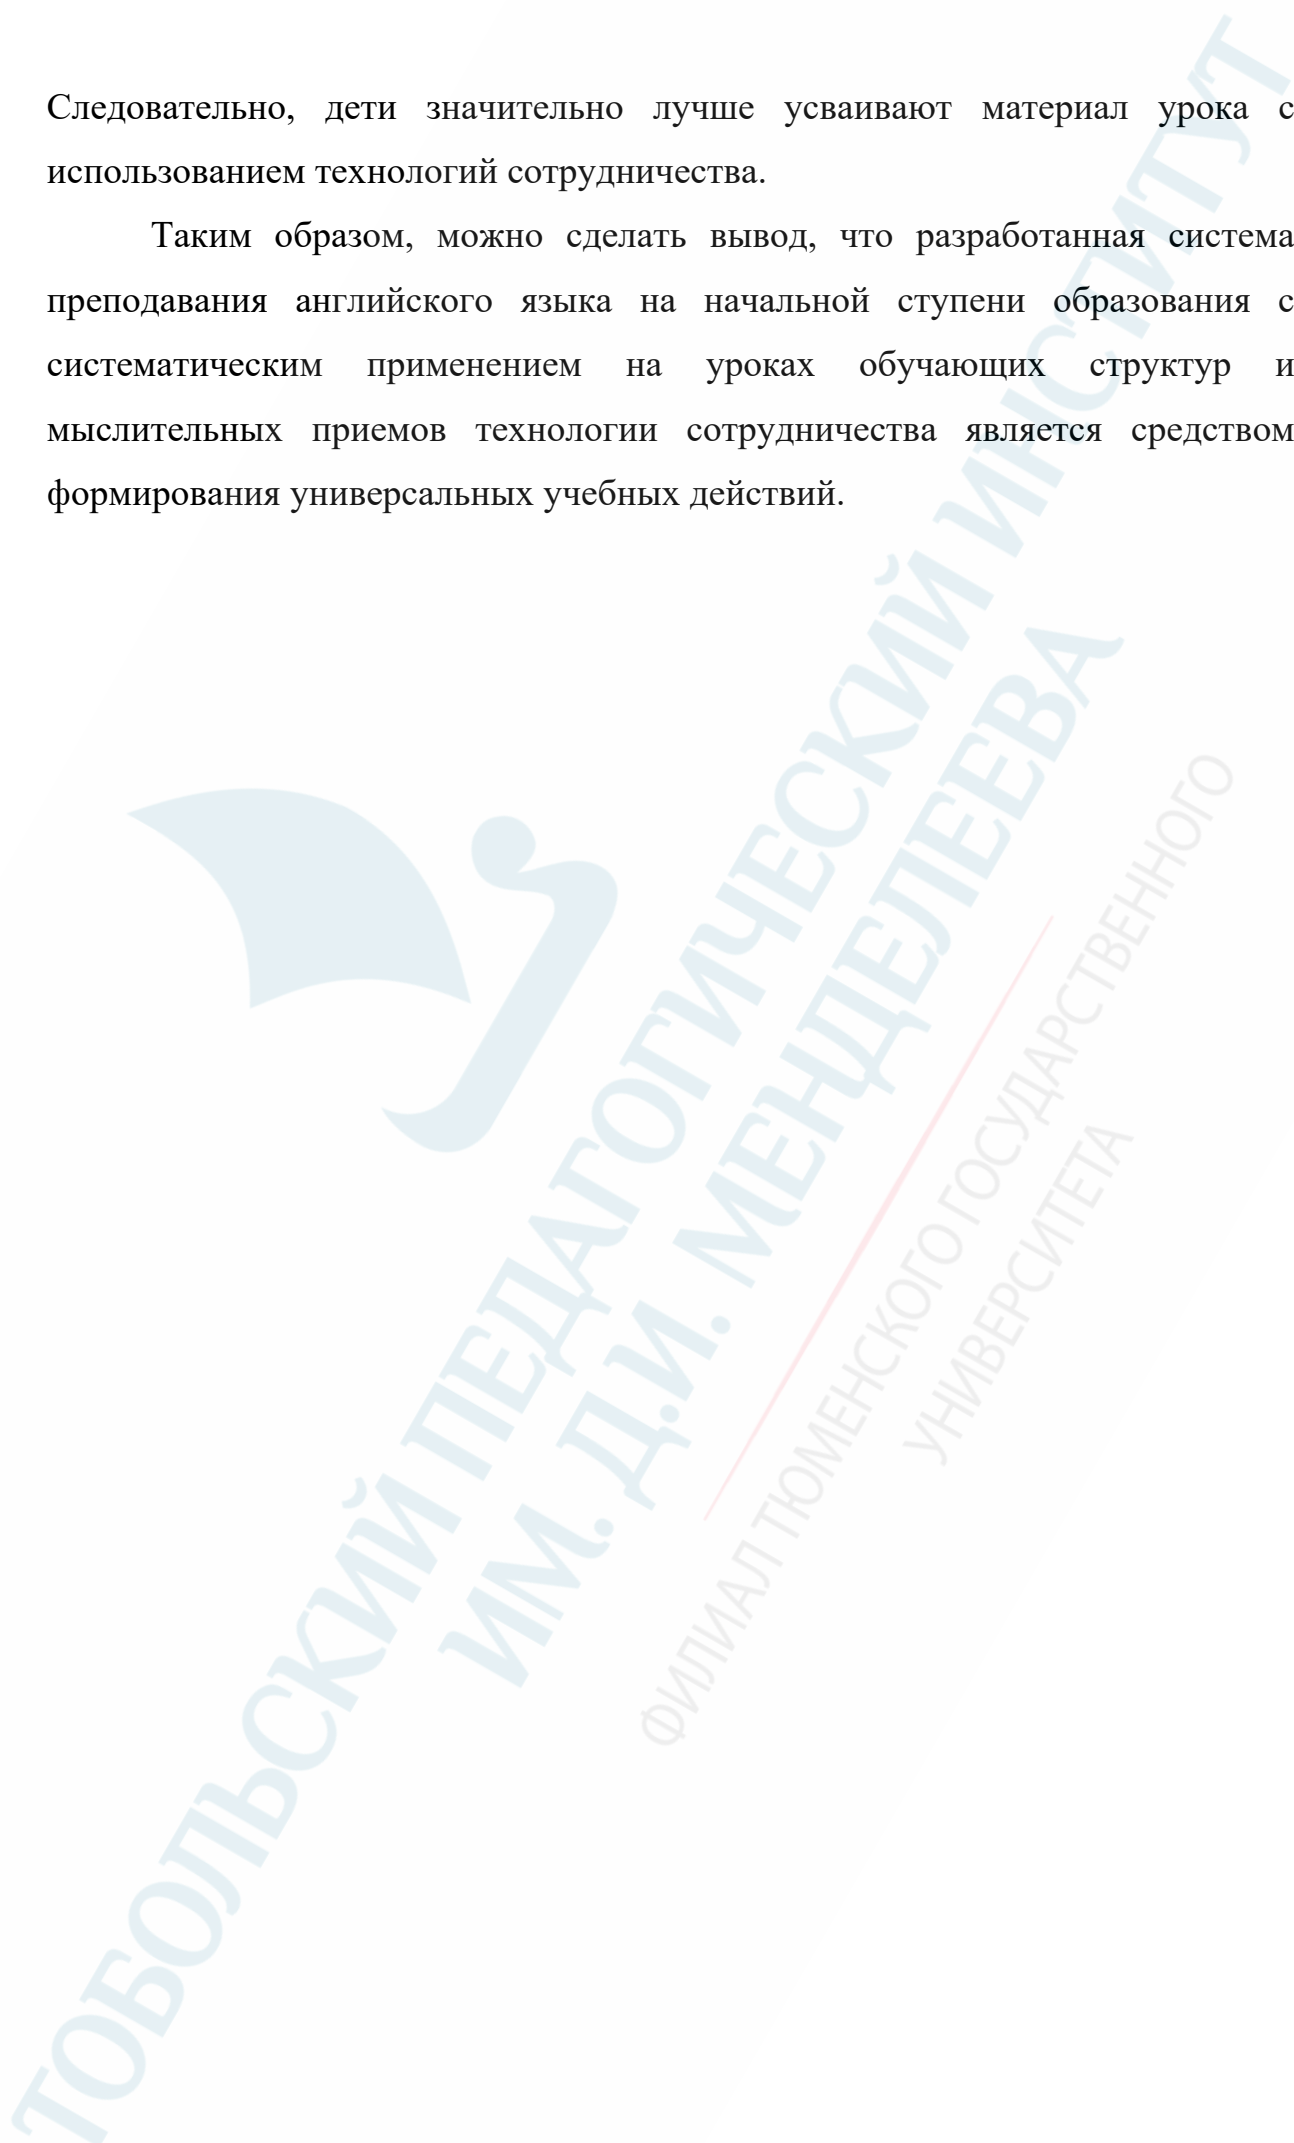 Следовательно, дети значительно лучше усваивают материал урока с
использованием технологий сотрудничества.
Таким образом, можно сделать вывод, что разработанная система
преподавания английского языка на начальной ступени образования с
систематическим применением на уроках обучающих структур и
мыслительных приемов технологии сотрудничества является средством
формирования универсальных учебных действий.
ТОБОЛЬСКИЙ ПЕДАГОГИЧЕСКИЙ ИНСТИТУТ
ИМ. Д.И. МЕНДЕЛЕЕВА
ФИЛИАЛ ТЮМЕНСКОГО ГОСУДАРСТВЕННОГО
УНИВЕРСИТЕТА